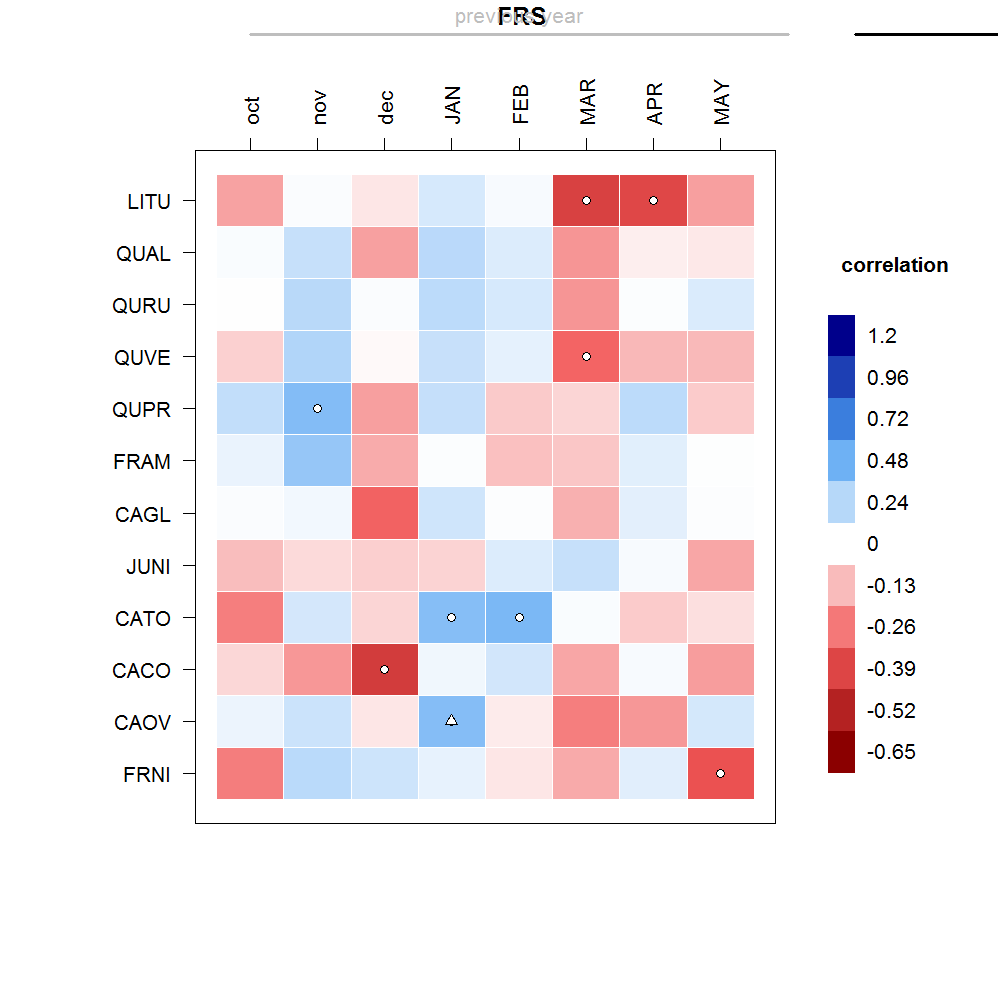 previous year
FRS
oct nov dec JAN FEB MAR APR MAY
LITU
QUAL
QURU
QUVE
QUPR
FRAM
CAGL
JUNI
CATO
CACO
CAOV
FRNI
correlation
1.2
0.96
0.72
0.48
0.24
0
-0.13
-0.26
-0.39
-0.52
-0.65